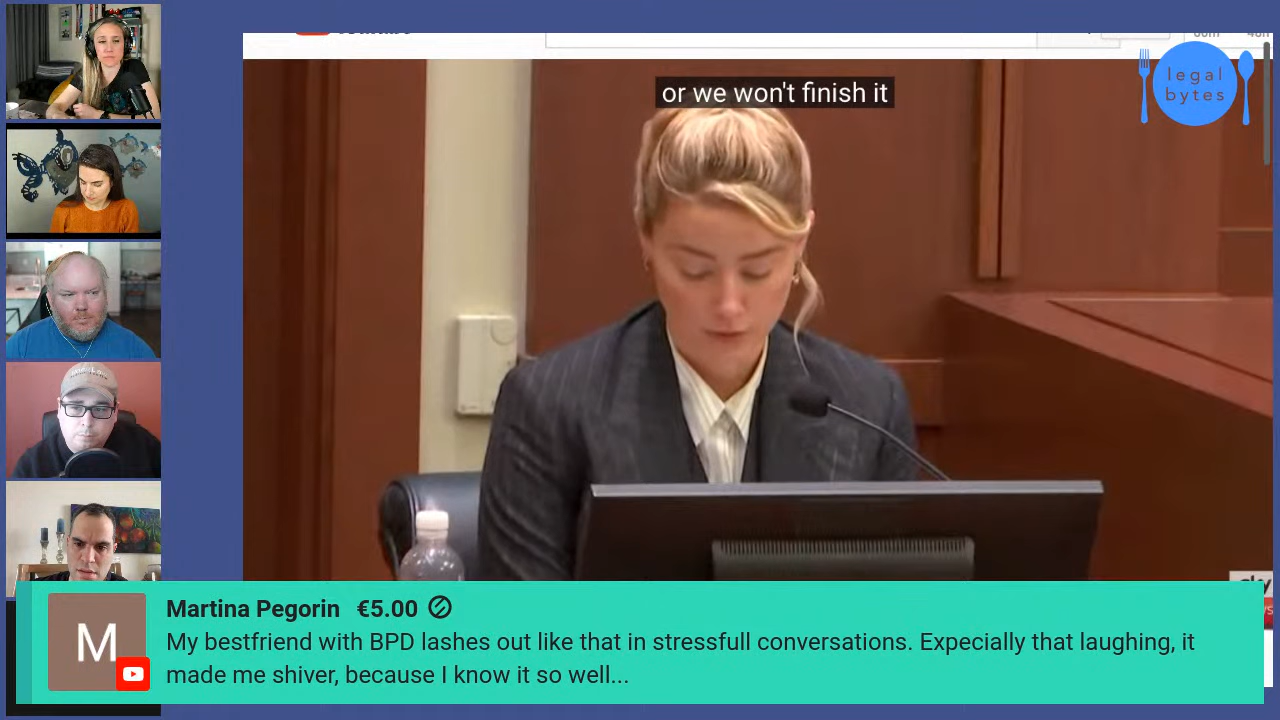 or we won't finish it
legal
bytes
sky
Martina Pegorin €5.00
My bestfriend with BPD lashes out like that in stressfull conversations. Expecially that laughing, it
made me shiver, because I know it so well...
M